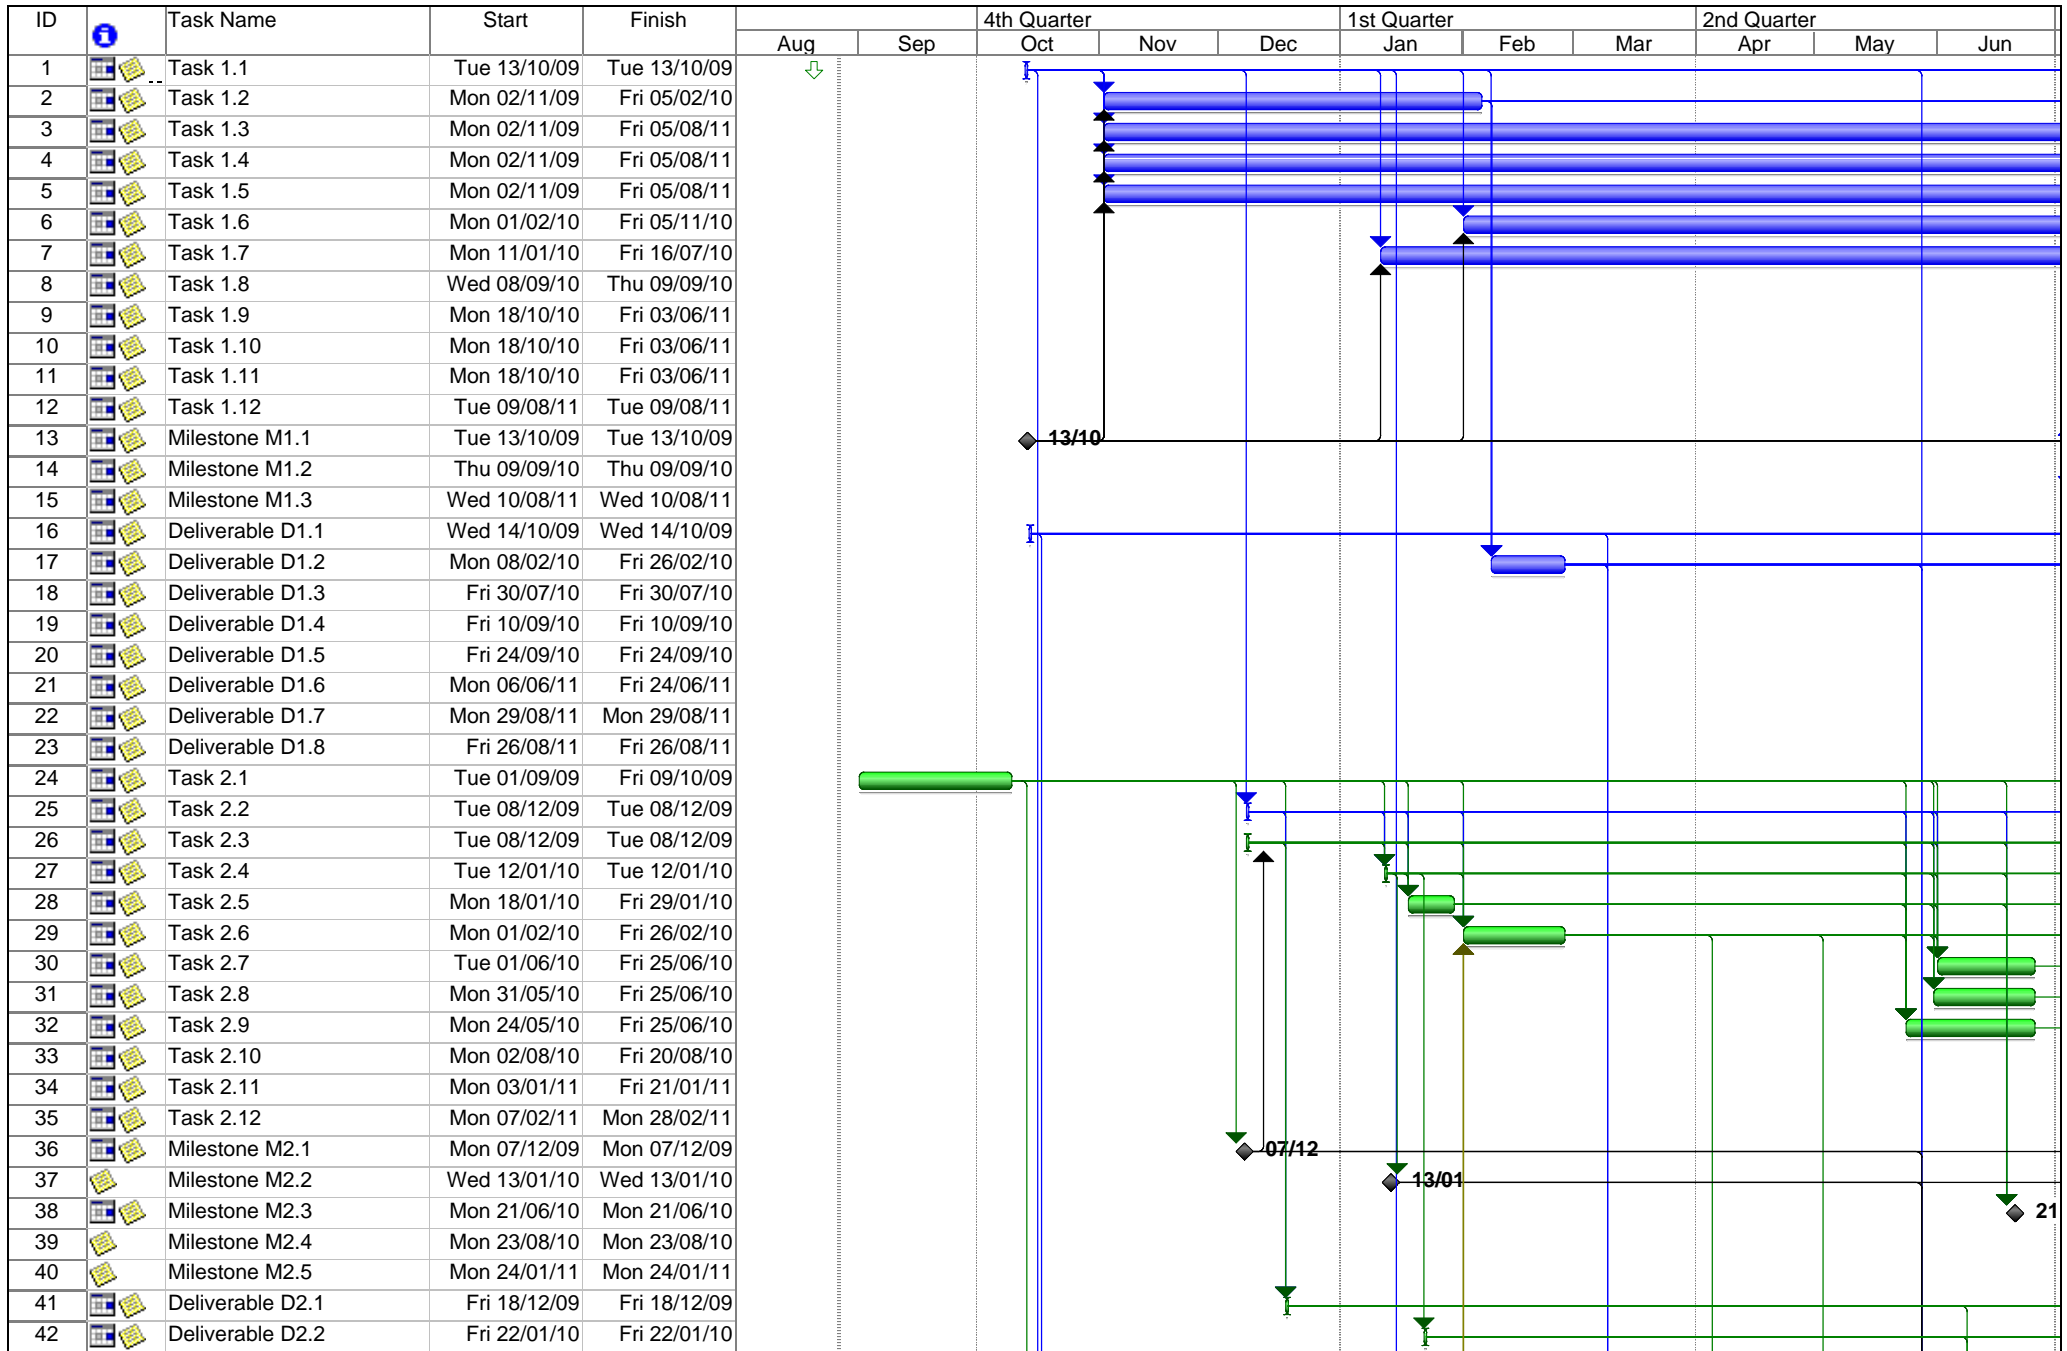 ID Task Name Start Finish 4th Quarter 1st Quarter 2nd Quarter
Aug Sep Oct Nov Dec Jan Feb Mar Apr May Jun
1 Task 1.1 Tue 13/10/09 Tue 13/10/09
2 Task 1.2 Mon 02/11/09 Fri 05/02/10
3 Task 1.3 Mon 02/11/09 Fri 05/08/11
4 Task 1.4 Mon 02/11/09 Fri 05/08/11
5 Task 1.5 Mon 02/11/09 Fri 05/08/11
6 Task 1.6 Mon 01/02/10 Fri 05/11/10
7 Task 1.7 Mon 11/01/10 Fri 16/07/10
8 Task 1.8 Wed 08/09/10 Thu 09/09/10
9 Task 1.9 Mon 18/10/10 Fri 03/06/11
10 Task 1.10 Mon 18/10/10 Fri 03/06/11
11 Task 1.11 Mon 18/10/10 Fri 03/06/11
12 Task 1.12 Tue 09/08/11 Tue 09/08/11
13 Milestone M1.1 Tue 13/10/09 Tue 13/10/09 13/10
14 Milestone M1.2 Thu 09/09/10 Thu 09/09/10
15 Milestone M1.3 Wed 10/08/11 Wed 10/08/11
16 Deliverable D1.1 Wed 14/10/09 Wed 14/10/09
17 Deliverable D1.2 Mon 08/02/10 Fri 26/02/10
18 Deliverable D1.3 Fri 30/07/10 Fri 30/07/10
19 Deliverable D1.4 Fri 10/09/10 Fri 10/09/10
20 Deliverable D1.5 Fri 24/09/10 Fri 24/09/10
21 Deliverable D1.6 Mon 06/06/11 Fri 24/06/11
22 Deliverable D1.7 Mon 29/08/11 Mon 29/08/11
23 Deliverable D1.8 Fri 26/08/11 Fri 26/08/11
24 Task 2.1 Tue 01/09/09 Fri 09/10/09
25 Task 2.2 Tue 08/12/09 Tue 08/12/09
26 Task 2.3 Tue 08/12/09 Tue 08/12/09
27 Task 2.4 Tue 12/01/10 Tue 12/01/10
28 Task 2.5 Mon 18/01/10 Fri 29/01/10
29 Task 2.6 Mon 01/02/10 Fri 26/02/10
30 Task 2.7 Tue 01/06/10 Fri 25/06/10
31 Task 2.8 Mon 31/05/10 Fri 25/06/10
32 Task 2.9 Mon 24/05/10 Fri 25/06/10
33 Task 2.10 Mon 02/08/10 Fri 20/08/10
34 Task 2.11 Mon 03/01/11 Fri 21/01/11
35 Task 2.12 Mon 07/02/11 Mon 28/02/11
36 Milestone M2.1 Mon 07/12/09 Mon 07/12/09 07/12
37 Milestone M2.2 Wed 13/01/10 Wed 13/01/10 13/01
38 Milestone M2.3 Mon 21/06/10 Mon 21/06/10 21
39 Milestone M2.4 Mon 23/08/10 Mon 23/08/10
40 Milestone M2.5 Mon 24/01/11 Mon 24/01/11
41 Deliverable D2.1 Fri 18/12/09 Fri 18/12/09
42 Deliverable D2.2 Fri 22/01/10 Fri 22/01/10